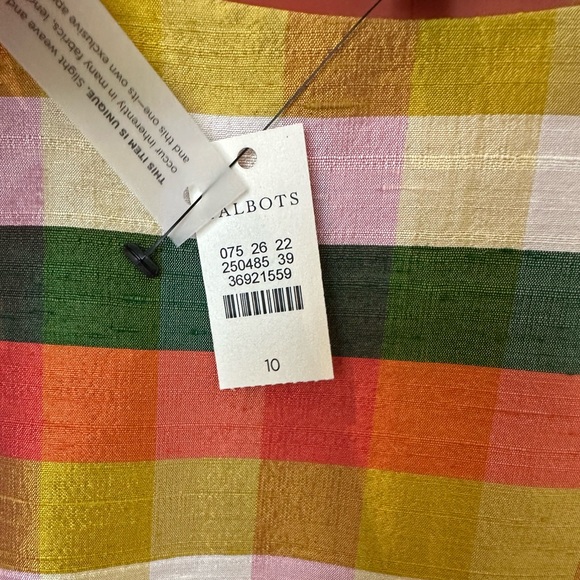 THIS ITEM IS UNIQUE. Slight weave and
occur inherently in many fabrics
and this one–its own exclusive
ALBOTS
075 26 22
250485 39
36921559
10